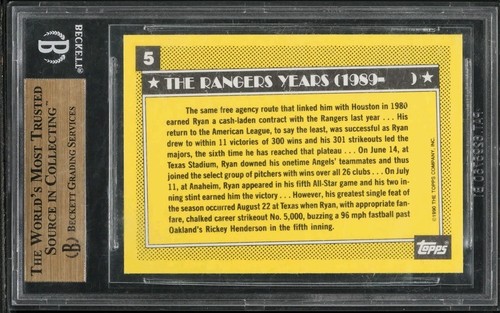 BECKETT
B
THE WORLD'S MOST TRUSTED
SOURCE IN COLLECTING™
BECKETT GRADING SERVICES
5
★ THE RANGERS YEARS (1989- ) ★
The same free agency route that linked him with Houston in 1980
earned Ryan a cash-laden contract with the Rangers last year . . . His
return to the American League, to say the least, was successful as Ryan
drew to within 11 victories of 300 wins and his 301 strikeouts led the
majors, the sixth time he has reached that plateau . . . On June 14, at
Texas Stadium, Ryan downed his onetime Angels' teammates and thus
joined the select group of pitchers with wins over all 26 clubs . . . On July
11, at Anaheim, Ryan appeared in his fifth All-Star game and his two in-
ning stint earned him the victory . . . However, his greatest single feat of
the season occurred August 22 at Texas when Ryan, with appropriate fan-
fare, chalked career strikeout No. 5,000, buzzing a 96 mph fastball past
Oakland's Rickey Henderson in the fifth inning.
topps
©1990 THE TOPPS COMPANY, INC.